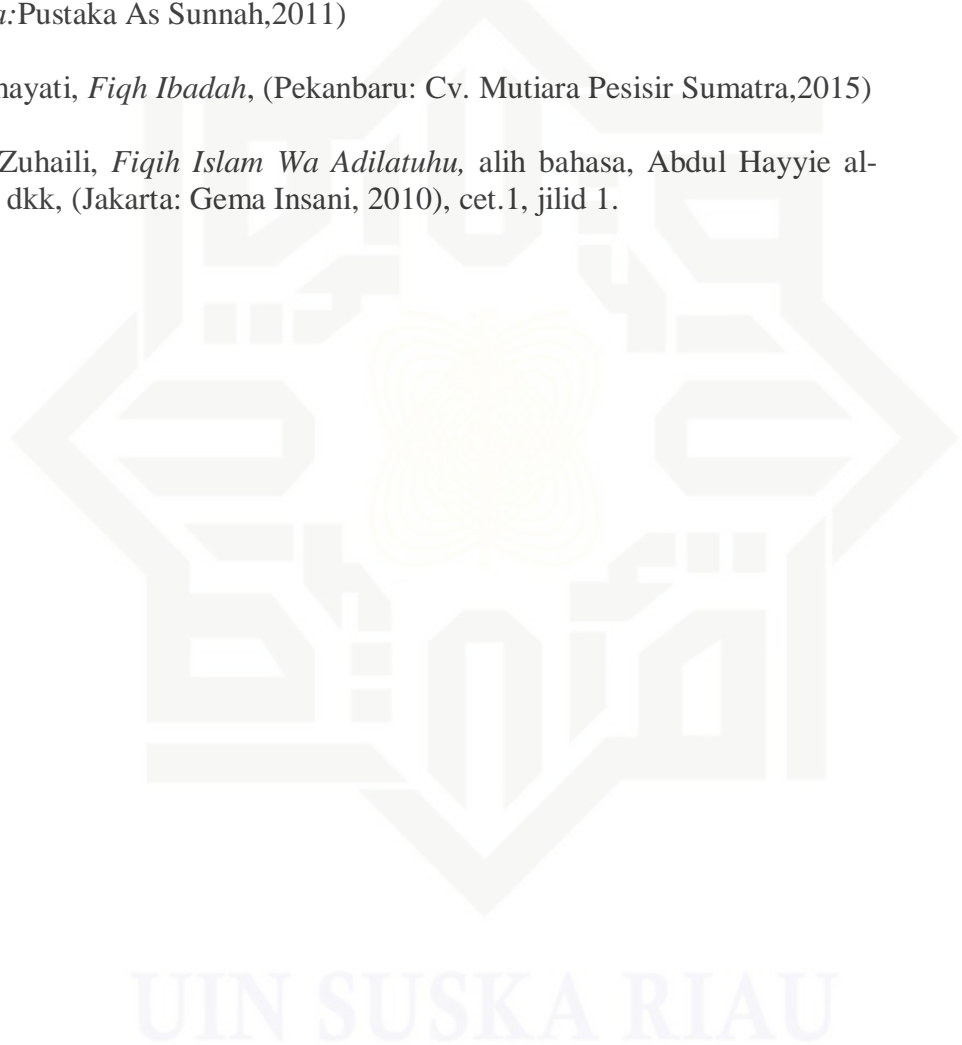 a:Pustaka As Sunnah,2011)
hayati, Fiqh Ibadah, (Pekanbaru: Cv. Mutiara Pesisir Sumatra,2015)
Zuhaili, Fiqih Islam Wa Adilatuhu, alih bahasa, Abdul Hayyie al-
dkk, (Jakarta: Gema Insani, 2010), cet.1, jilid 1.
UIN SUSKA RIAU